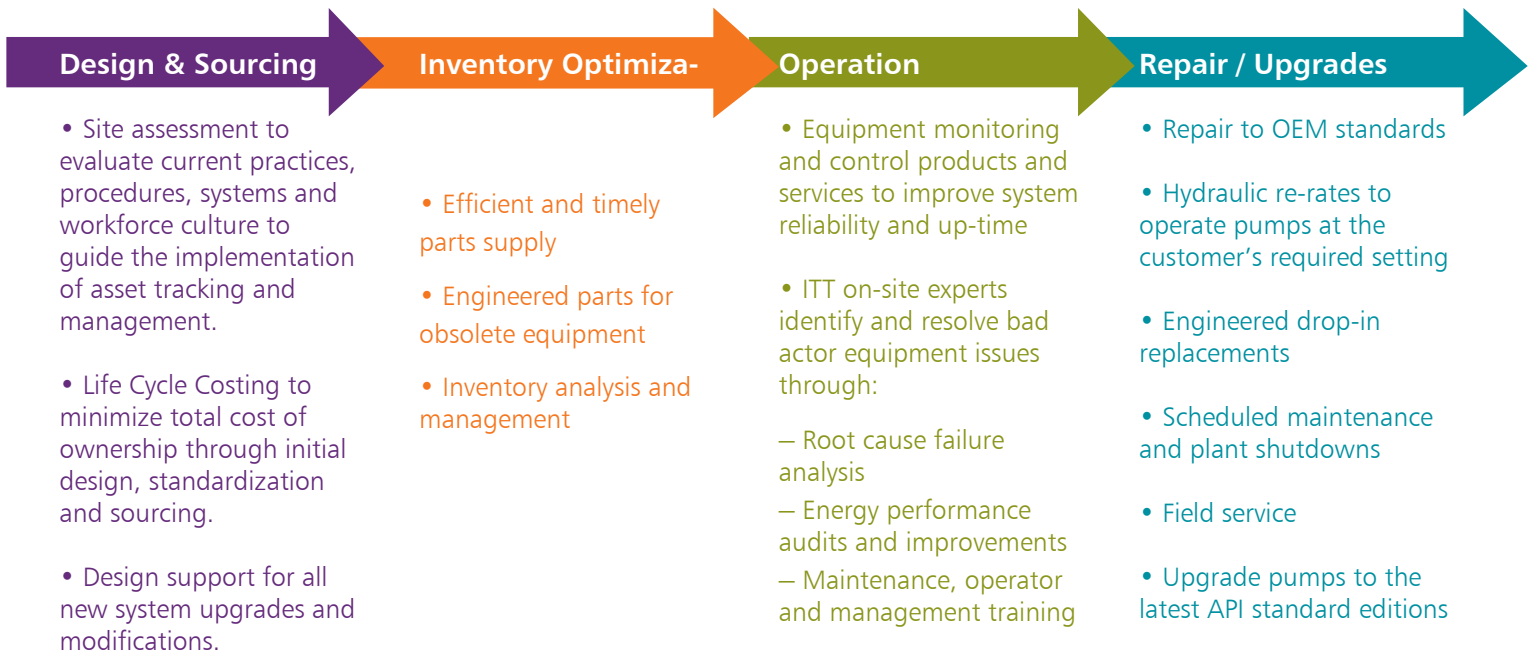 Design & Sourcing
• Site assessment to
evaluate current practices,
procedures, systems and
workforce culture to
guide the implementation
of asset tracking and
management.
• Life Cycle Costing to
minimize total cost of
ownership through initial
design, standardization
and sourcing.
• Design support for all
new system upgrades and
modifications.
Inventory Optimiza-
• Efficient and timely
parts supply
• Engineered parts for
obsolete equipment
• Inventory analysis and
management
Operation
• Equipment monitoring
and control products and
services to improve system
reliability and up-time
• ITT on-site experts
identify and resolve bad
actor equipment issues
through:
– Root cause failure
analysis
– Energy performance
audits and improvements
– Maintenance, operator
and management training
Repair / Upgrades
• Repair to OEM standards
• Hydraulic re-rates to
operate pumps at the
customer’s required setting
• Engineered drop-in
replacements
• Scheduled maintenance
and plant shutdowns
• Field service
• Upgrade pumps to the
latest API standard editions